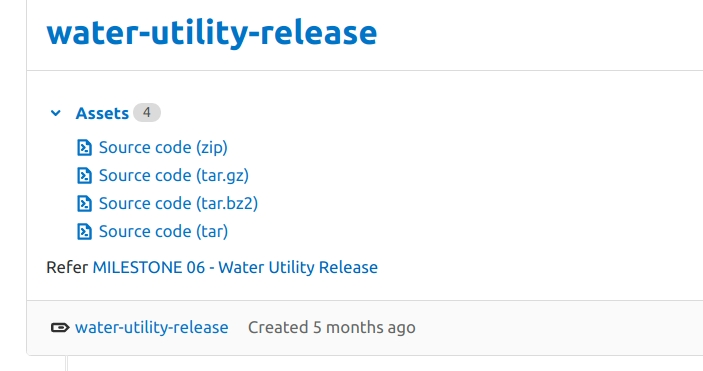 water-utility-release
Assets 4
Source code (zip)
Source code (tar.gz)
Source code (tar.bz2)
Source code (tar)
Refer MILESTONE 06 - Water Utility Release
water-utility-release Created 5 months ago